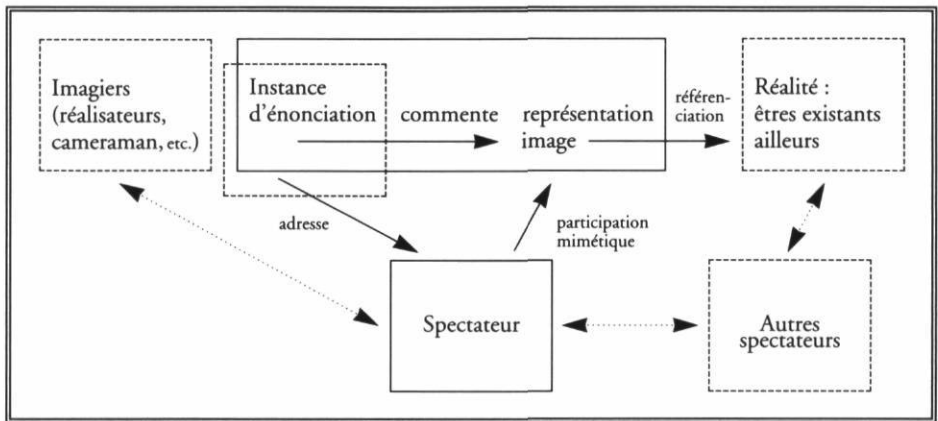 Imagiers
(réalisateurs,
cameraman, etc.)
Instance
d'énonciation
commente
représentation
image
référen-
ciation
Réalité :
êtres existants
ailleurs
adresse
participation
mimétique
Spectateur
Autres
spectateurs